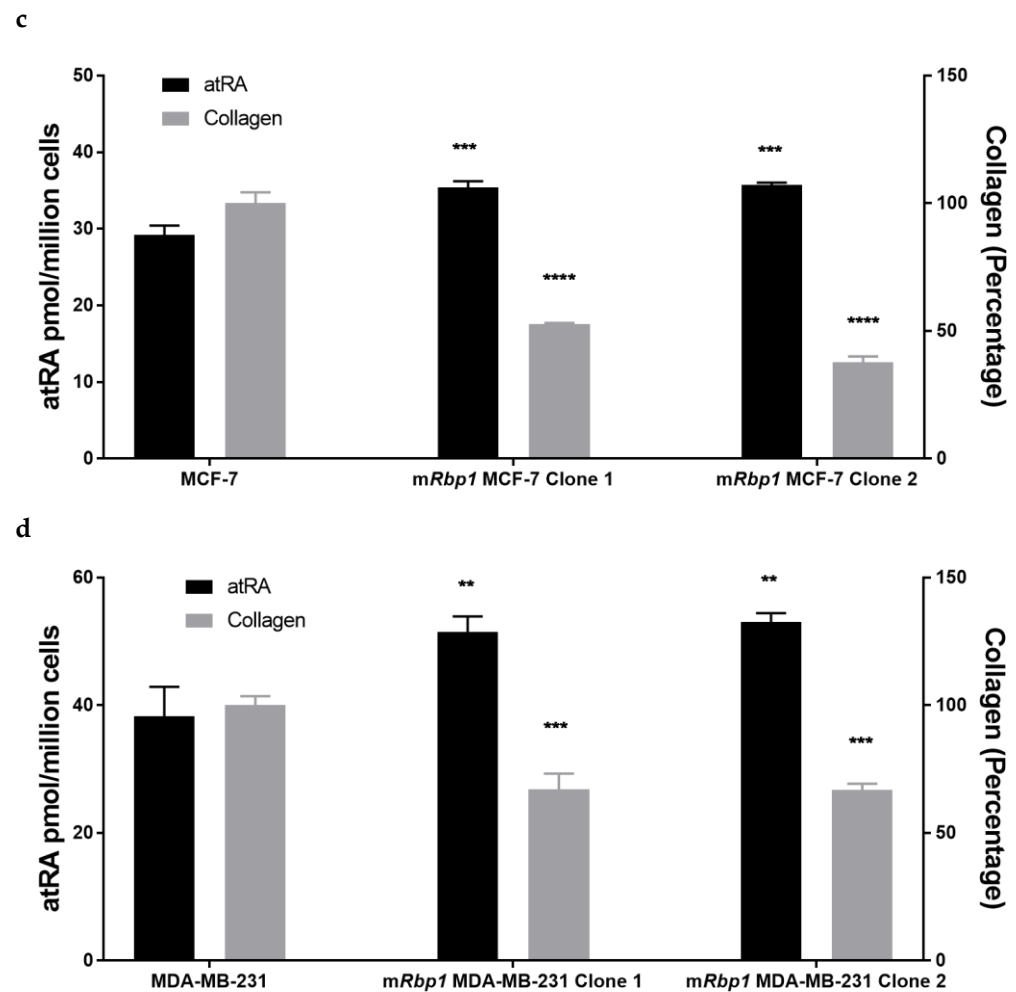 c
atRA
Collagen
atRA pmol/million cells
50
40
30
20
10
0
***
****
***
****
150
100
50
0
Collagen (Percentage)
MCF-7
mRbp1 MCF-7 Clone 1
mRbp1 MCF-7 Clone 2
d
atRA
Collagen
atRA pmol/million cells
60
40
20
0
**
***
**
***
150
100
50
0
Collagen (Percentage)
MDA-MB-231
mRbp1 MDA-MB-231 Clone 1
mRbp1 MDA-MB-231 Clone 2